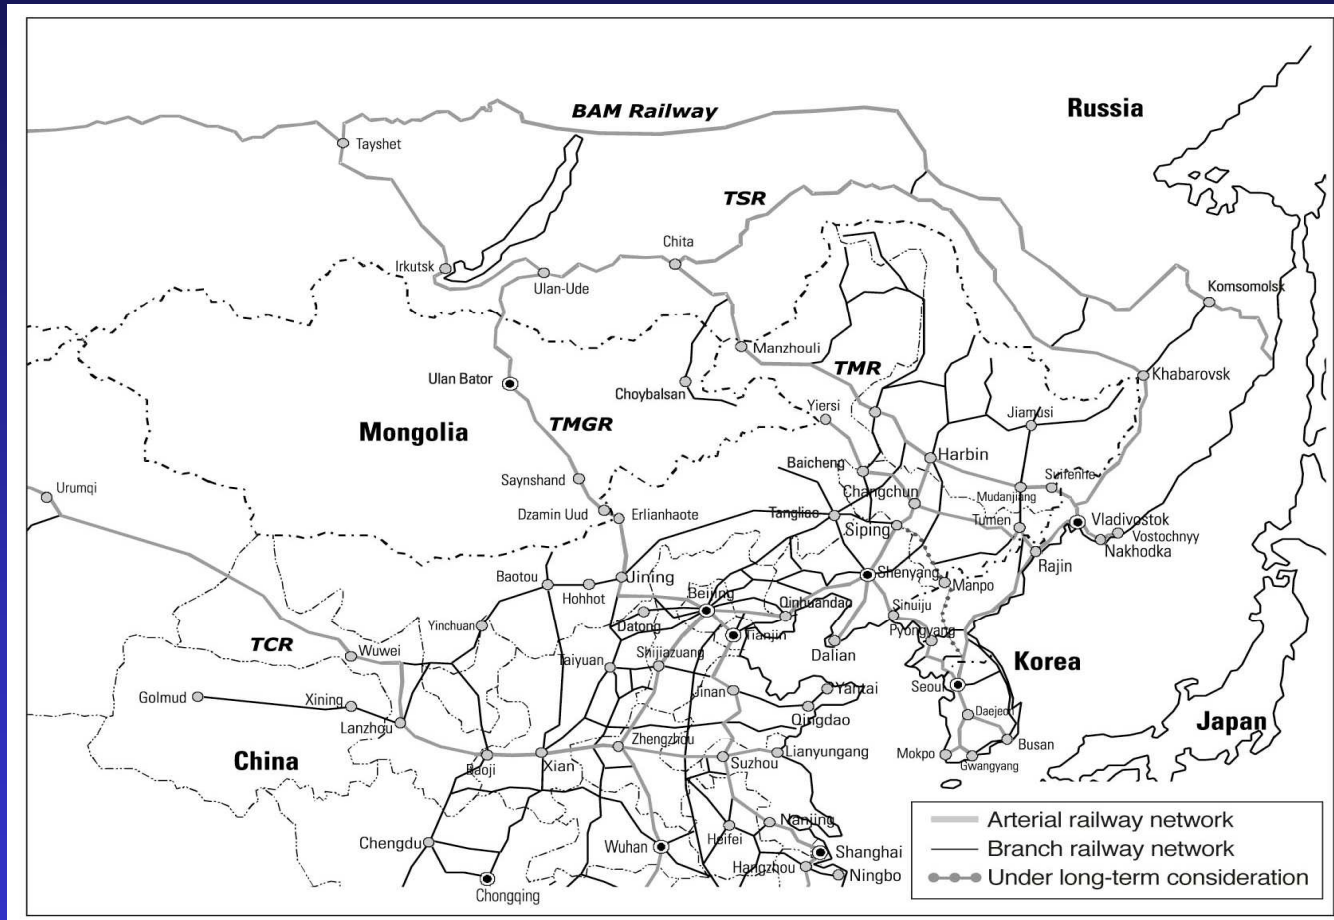 BAM Railway
Russia
Tayshet
TSR
Chita
Irkutsk
Ulan-Ude
Komsomolsk
Manzhouli
Khabarovsk
TMR
Ulan Bator
Choybalsan
Yiersi
Jiamusi
TMGR
Mongolia
Harbin
Baicheng
Saynshand
Urumqi
Changchun
Mudanjiang
Dzamin Uud
Erlianhaote
Tangliao
Siping
Tumen
Vladivostok
Vostochnyy
Nakhodka
Rajin
Baotou
Jining
Hohhot
Shenyang
Manpo
Beijing
Qinhuandao
Sinuiju
Datong
Yinchuan
Tianjin
Pyongyang
TCR
Wuwei
Taiyuan
Shijiazuang
Dalian
Korea
Golmud
Xining
Jinan
Yantai
Seoul
Lanzhou
Qingdao
Daejeon
Japan
China
Zhengzhou
Lianyungang
Mokpo
Busan
Baoji
Xian
Suzhou
Gwangyang
Chengdu
Wuhan
Heifei
Nanjing
Shanghai
Hangzhou
Ningbo
Chongqing
Arterial railway network
Branch railway network
Under long-term consideration